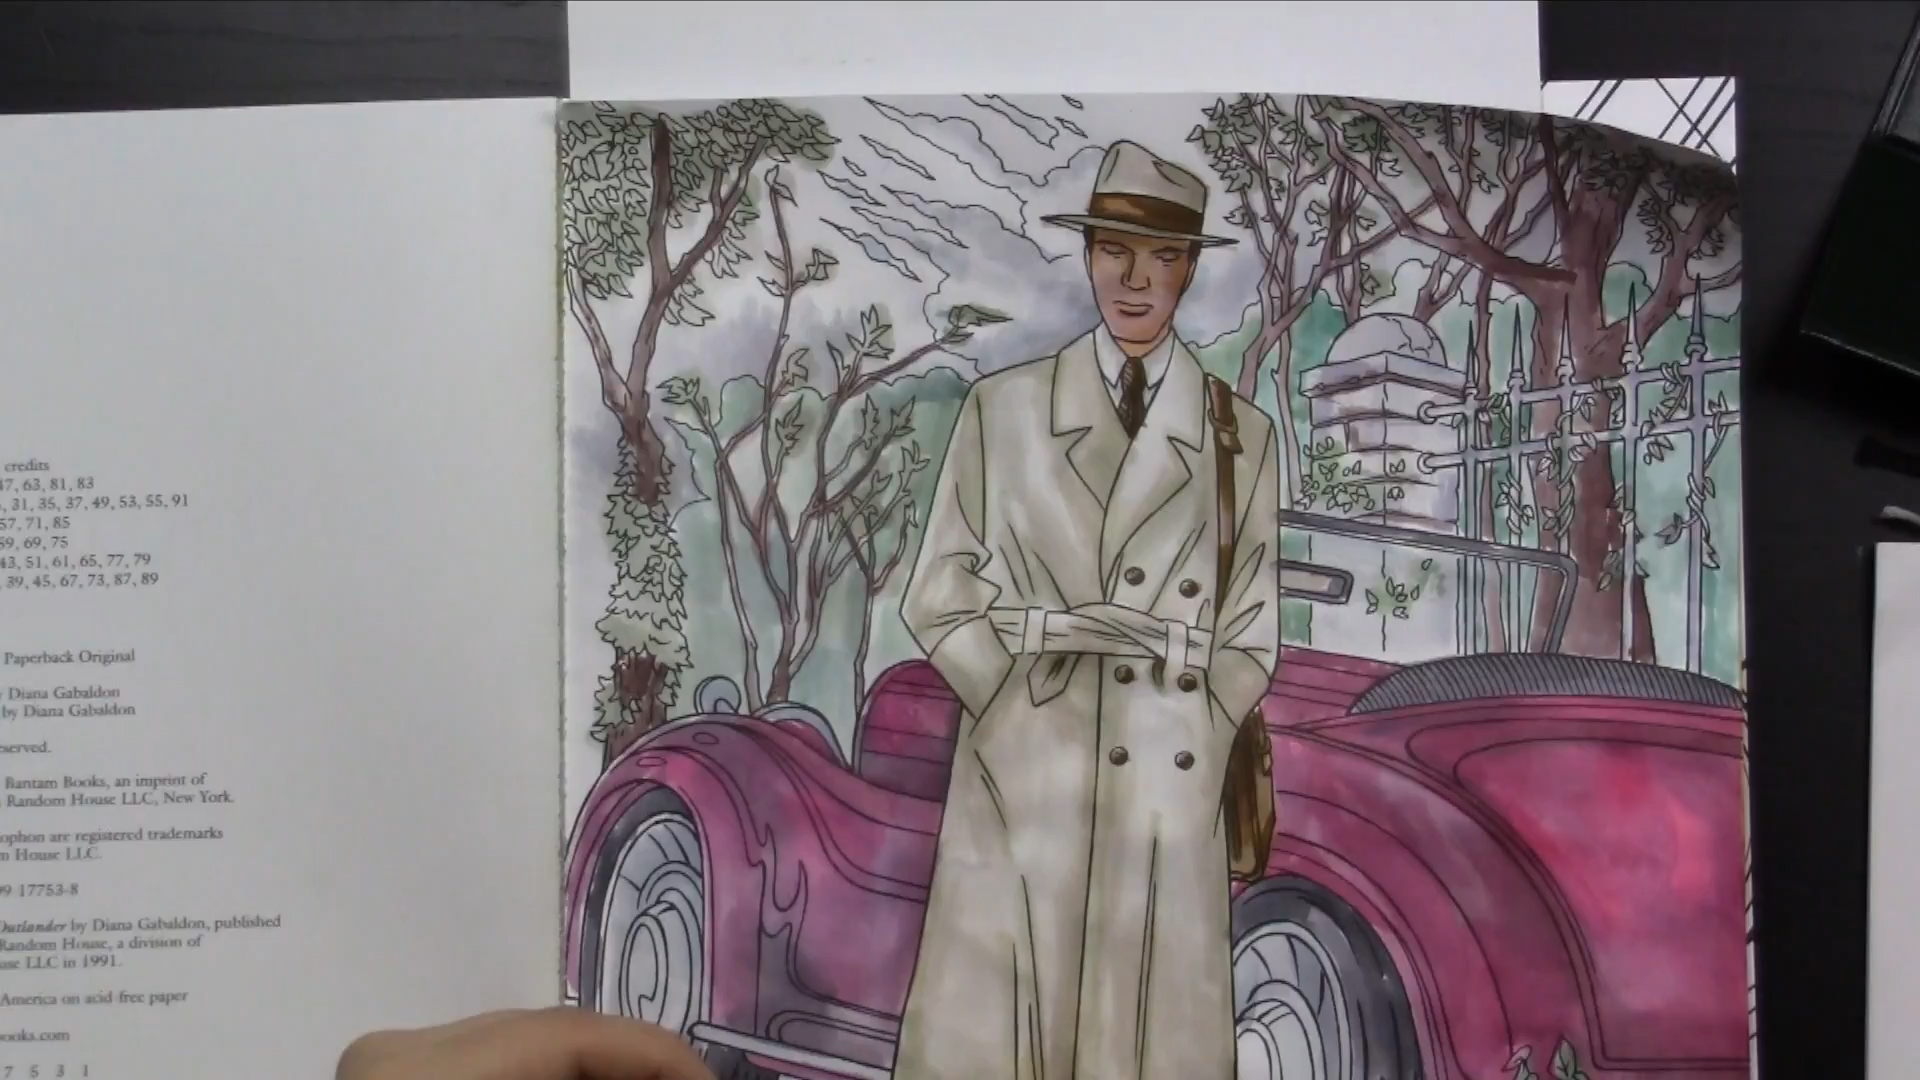 credits
47, 63, 81, 83
, 31, 35, 37, 49, 53, 55, 91
57, 71, 85
59, 69, 75
43, 51, 61, 65, 77, 79
, 39, 45, 67, 73, 87, 89
Paperback Original
Diana Gabaldon
by Diana Gabaldon
eserved.
Bantam Books, an imprint of
Random House LLC, New York.
ophon are registered trademarks
m House LLC.
99 17753-8
Outlander by Diana Gabaldon, published
Random House, a division of
use LLC in 1991.
America on acid-free paper
ooks.com
7 5 3 1